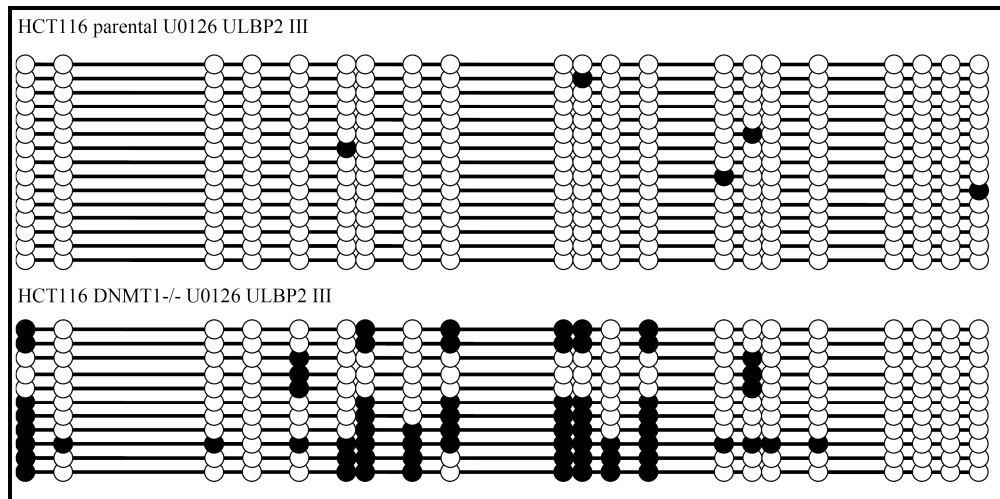 HCT116 parental U0126 ULBP2 III
HCT116 DNMT1-/- U0126 ULBP2 III